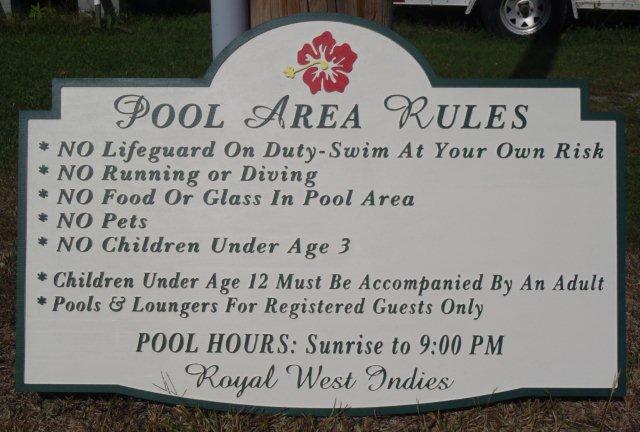 Pool Area Rules
* NO Lifeguard On Duty-Swim At Your Own Risk
* NO Running or Diving
* NO Food Or Glass In Pool Area
* NO Pets
* NO Children Under Age 3
* Children Under Age 12 Must Be Accompanied By An Adult
* Pools & Loungers For Registered Guests Only
POOL HOURS: Sunrise to 9:00 PM
Royal West Indies